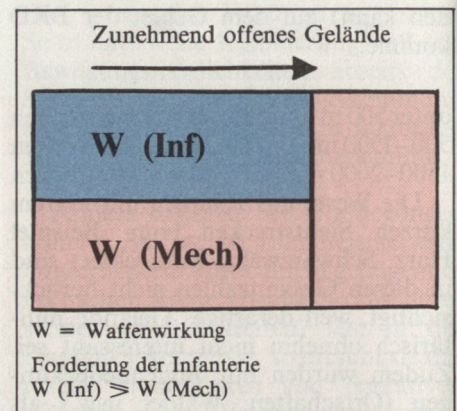 Zunehmend offenes Gelände
W (Inf)
W (Mech)
W = Waffenwirkung
Forderung der Infanterie
W (Inf) ⩾ W (Mech)